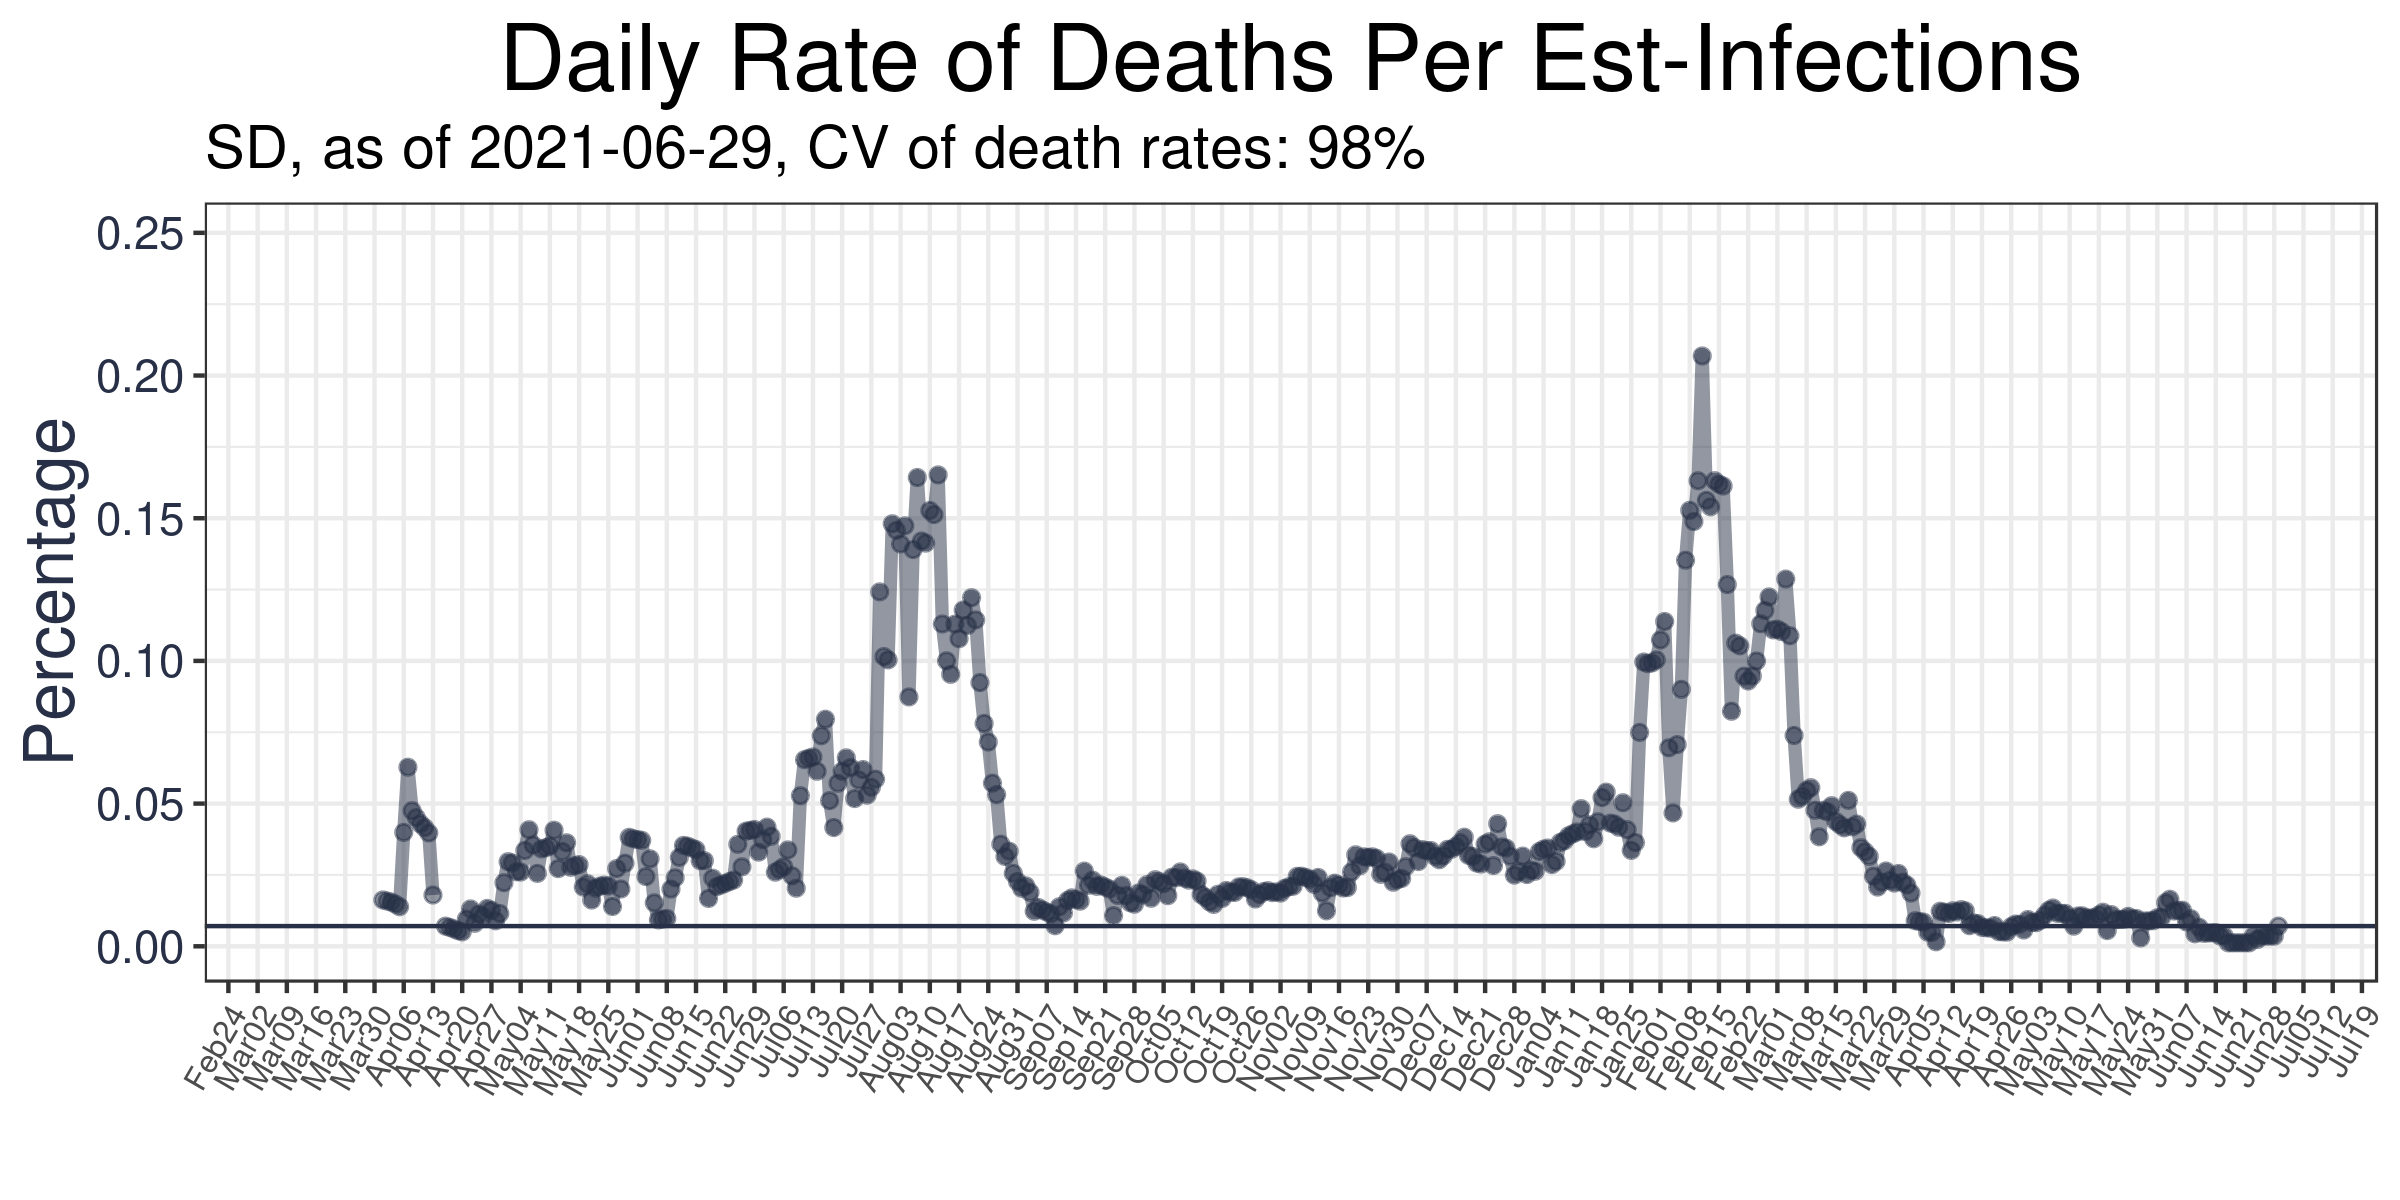 Daily Rate of Deaths Per Est-Infections
SD, as of 2021-06-29, CV of death rates: 98%
Percentage
0.25
0.20
0.15
0.10
0.05
0.00
Feb24
Mar02
Mar09
Mar16
Mar23
Mar30
Apr06
Apr13
Apr20
Apr27
May04
May11
May18
May25
Jun01
Jun08
Jun15
Jun22
Jun29
Jul06
Jul13
Jul20
Jul27
Aug03
Aug10
Aug17
Aug24
Aug31
Sep07
Sep14
Sep21
Sep28
Oct05
Oct12
Oct19
Oct26
Nov02
Nov09
Nov16
Nov23
Nov30
Dec07
Dec14
Dec21
Dec28
Jan04
Jan11
Jan18
Jan25
Feb01
Feb08
Feb15
Feb22
Mar01
Mar08
Mar15
Mar22
Mar29
Apr05
Apr12
Apr19
Apr26
May03
May10
May17
May24
May31
Jun07
Jun14
Jun21
Jun28
Jul05
Jul12
Jul19